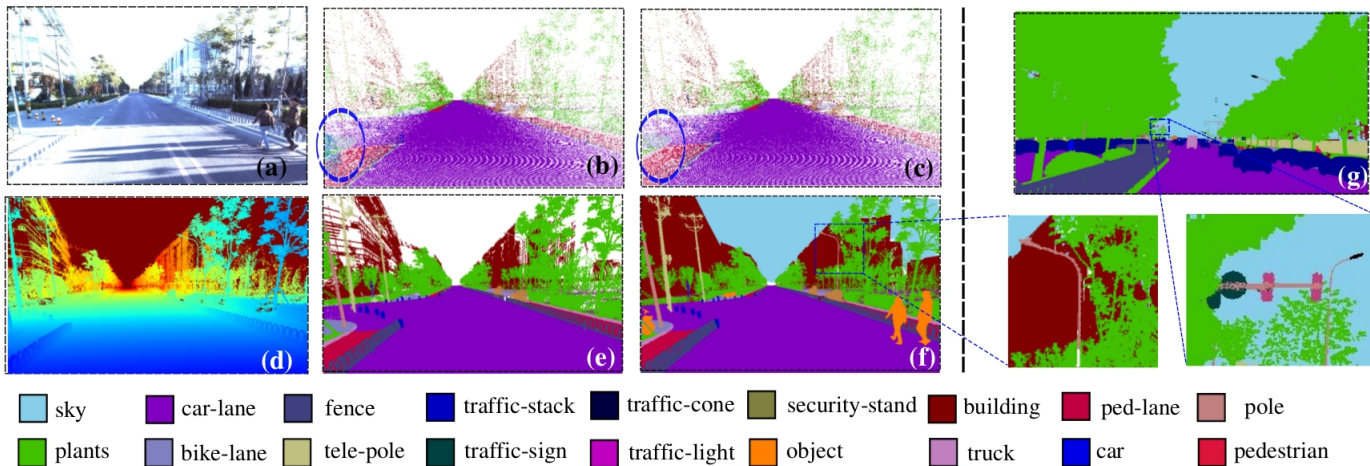 (a)
(b)
(c)
(g)
(d)
(e)
(f)
sky car-lane fence traffic-stack traffic-cone security-stand building ped-lane pole
plants bike-lane tele-pole traffic-sign traffic-light object truck car pedestrian